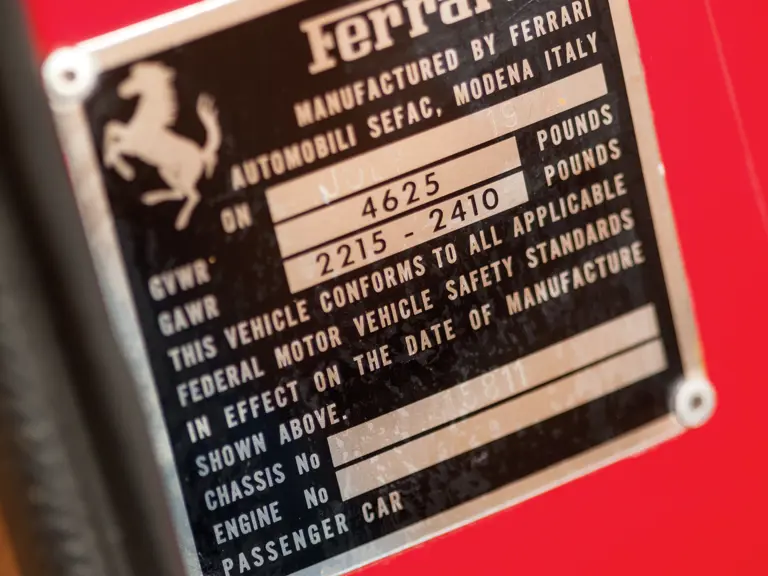 Ferrari
MANUFACTURED BY FERRARI
AUTOMOBILI SEFAC, MODENA ITALY
ON 19
GVWR 4625 POUNDS
GAWR 2215 - 2410 POUNDS
THIS VEHICLE CONFORMS TO ALL APPLICABLE
FEDERAL MOTOR VEHICLE SAFETY STANDARDS
IN EFFECT ON THE DATE OF MANUFACTURE
SHOWN ABOVE.
CHASSIS No 15811
ENGINE No
PASSENGER CAR